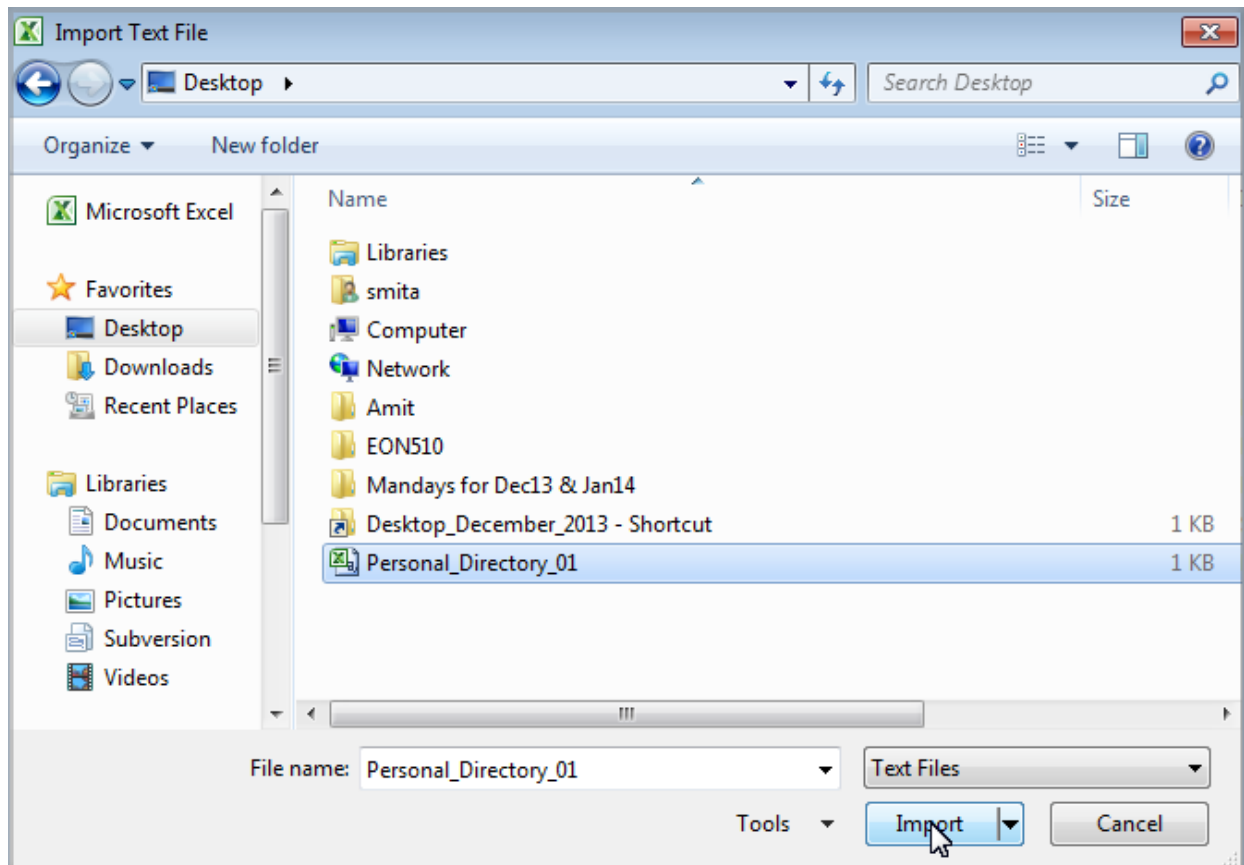 Import Text File
Desktop
Search Desktop
Organize
New folder
Microsoft Excel
Favorites
Desktop
Downloads
Recent Places
Libraries
Documents
Music
Pictures
Subversion
Videos
Name Size
Libraries
smita
Computer
Network
Amit
EON510
Mandays for Dec13 & Jan14
Desktop_December_2013 - Shortcut 1 KB
Personal_Directory_01 1 KB
File name: Personal_Directory_01 Text Files
Tools Import Cancel